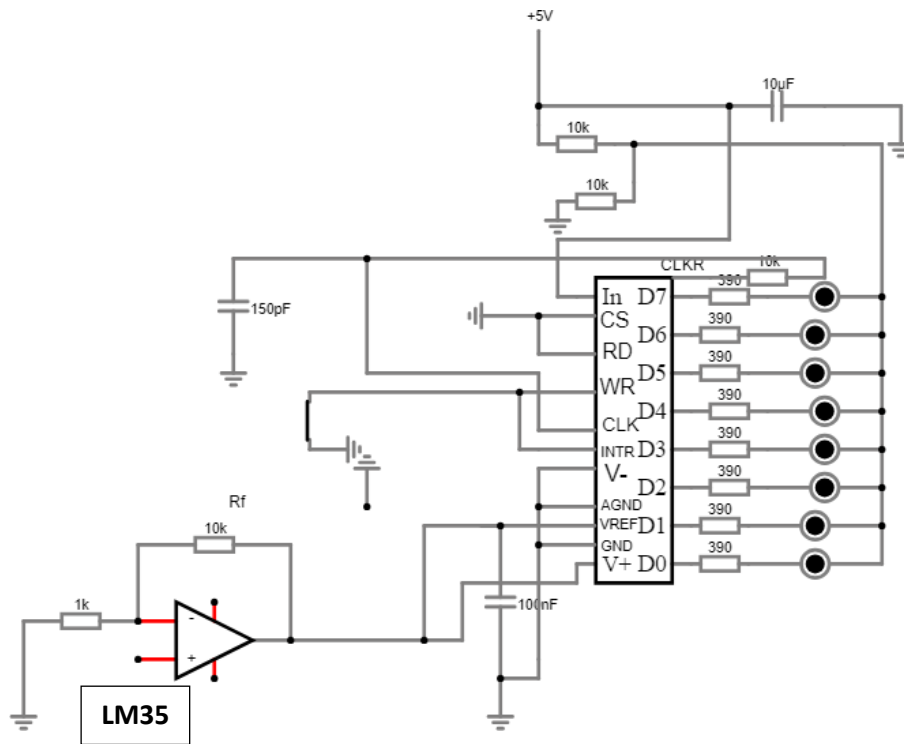 +5V
10uF
10k
10k
CLKR
10k
150pF
In
D7
390
CS
D6
390
RD
D5
390
WR
D4
390
CLK
INTR
D3
390
V-
D2
390
AGND
VREF
D1
390
GND
V+
D0
390
100nF
Rf
10k
1k
-
+
LM35